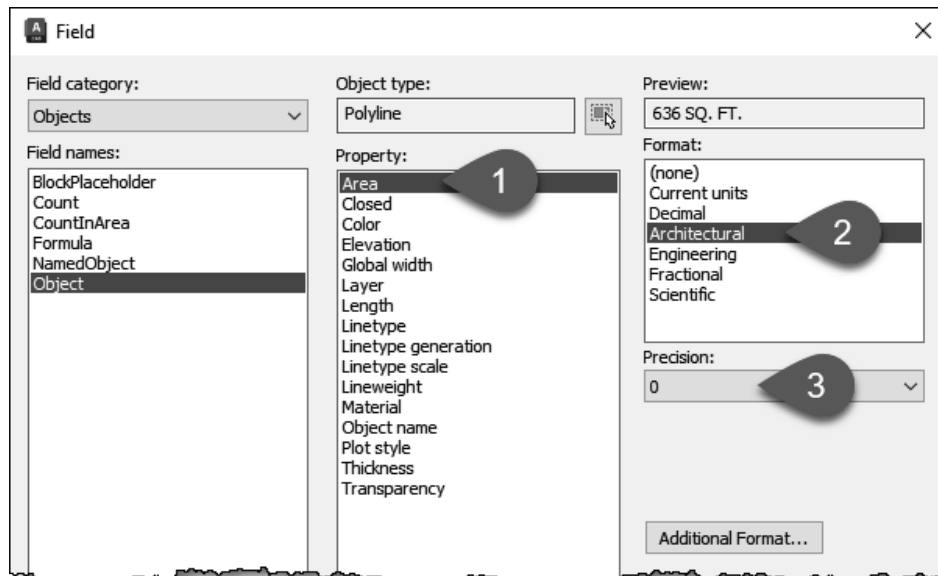 Field
Field category:
Objects
Field names:
BlockPlaceholder
Count
CountInArea
Formula
NamedObject
Object
Object type:
Polyline
Property:
Area
Closed
Color
Elevation
Global width
Layer
Length
Linetype
Linetype generation
Linetype scale
Lineweight
Material
Object name
Plot style
Thickness
Transparency
1
Preview:
636 SQ. FT.
Format:
(none)
Current units
Decimal
Architectural
Engineering
Fractional
Scientific
2
Precision:
0
3
Additional Format...